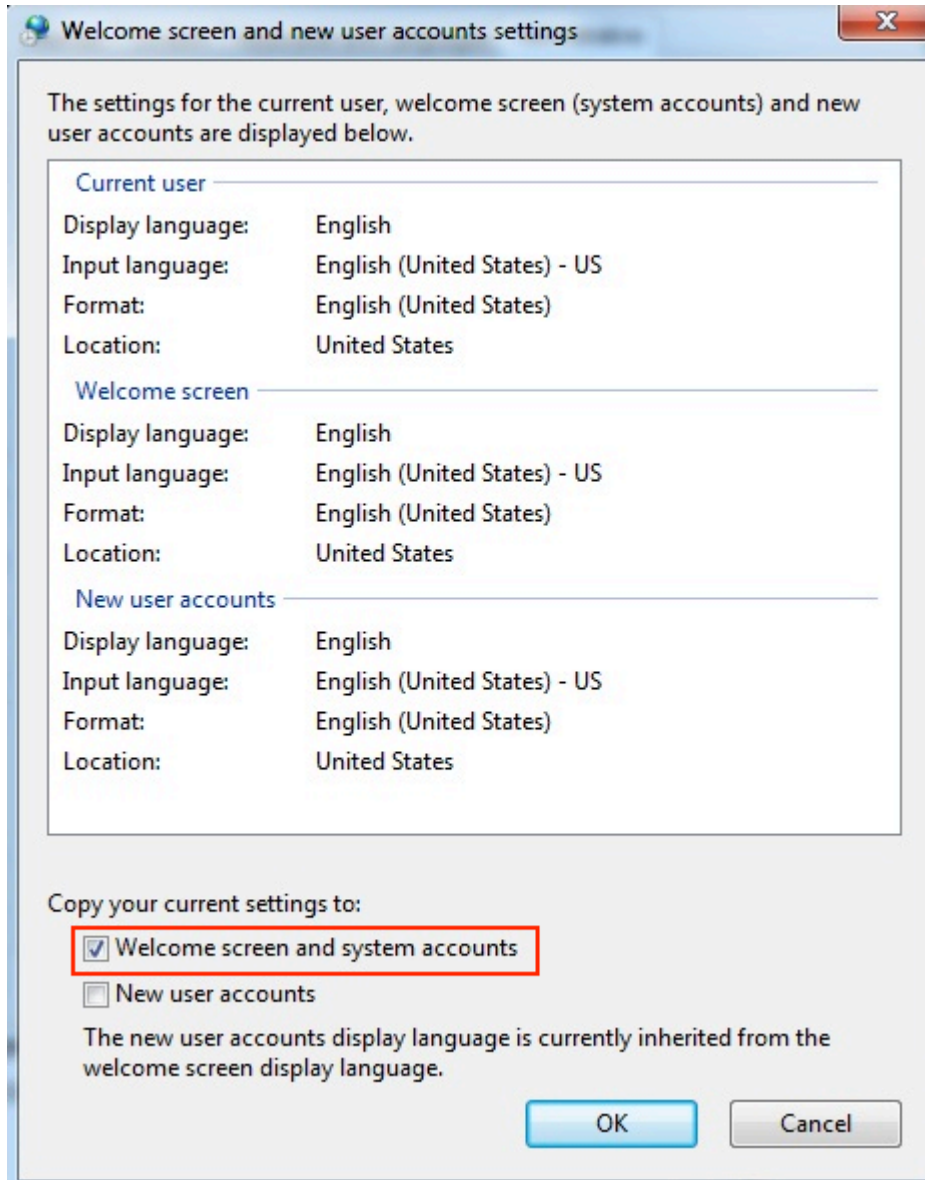 Welcome screen and new user accounts settings
The settings for the current user, welcome screen (system accounts) and new
user accounts are displayed below.
Current user
Display language: English
Input language: English (United States) - US
Format: English (United States)
Location: United States
Welcome screen
Display language: English
Input language: English (United States) - US
Format: English (United States)
Location: United States
New user accounts
Display language: English
Input language: English (United States) - US
Format: English (United States)
Location: United States
Copy your current settings to:
Welcome screen and system accounts
New user accounts
The new user accounts display language is currently inherited from the
welcome screen display language.
OK Cancel